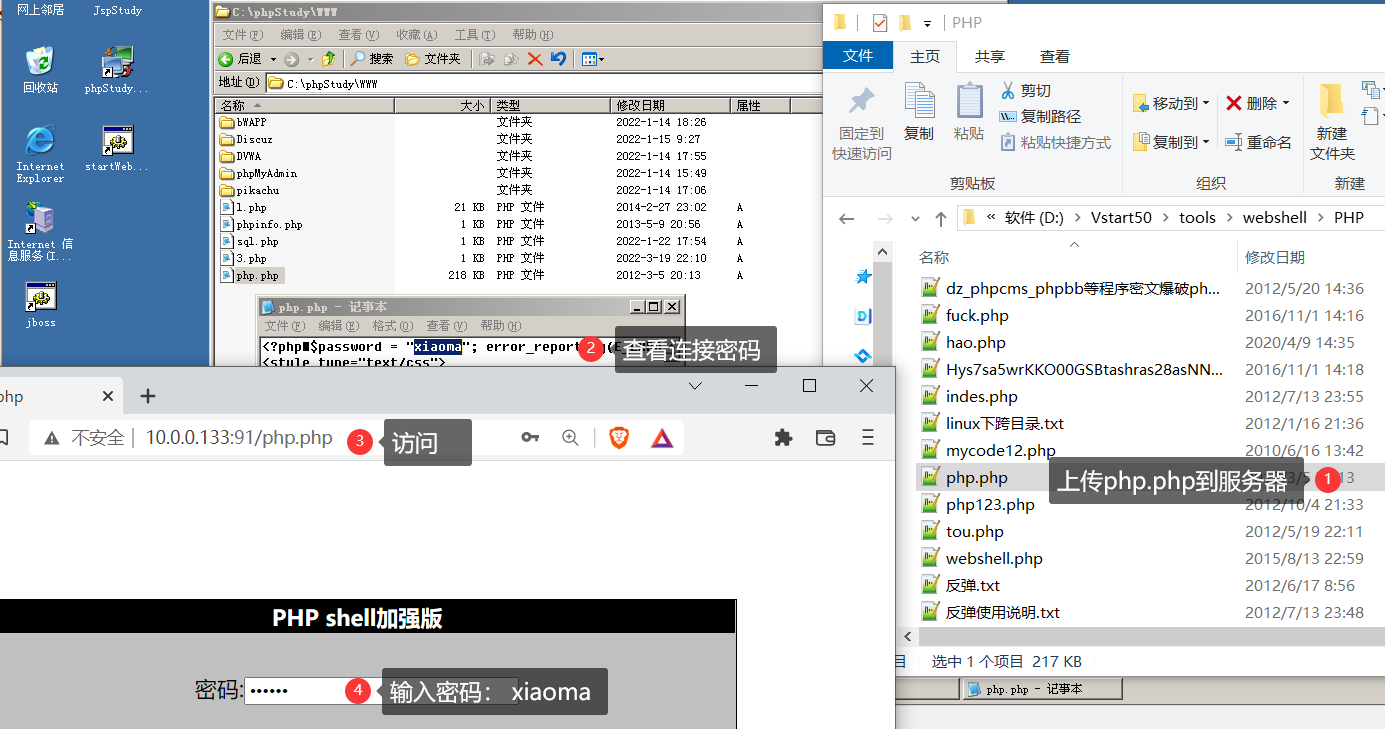 网上邻居
JspStudy
回收站
phpStudy...
Internet
Explorer
startWeb...
Internet 信
息服务(I...
jboss
C:\phpStudy\WWW
文件(F) 编辑(E) 查看(V) 收藏(A) 工具(T) 帮助(H)
后退 搜索 文件夹
地址(D) C:\phpStudy\WWW
名称 大小 类型 修改日期 属性
bWAPP 文件夹 2022-1-14 18:26
Discuz 文件夹 2022-1-15 9:27
DVWA 文件夹 2022-1-14 17:55
phpMyAdmin 文件夹 2022-1-14 15:49
pikachu 文件夹 2022-1-14 17:06
l.php 21 KB PHP 文件 2014-2-27 23:02 A
phpinfo.php 1 KB PHP 文件 2013-5-9 20:56 A
sql.php 1 KB PHP 文件 2022-1-22 17:54 A
3.php 1 KB PHP 文件 2022-3-19 22:10 A
php.php 218 KB PHP 文件 2012-3-5 20:13 A
php.php - 记事本
文件(F) 编辑(E) 格式(O) 查看(V) 帮助(H)
<?php■$password = "xiaoma"; error_report
<style type="text/css">
2 查看连接密码
PHP
文件 主页 共享 查看
固定到
快速访问
复制
粘贴
剪切
复制路径
粘贴快捷方式
剪贴板
移动到
复制到
删除
重命名
组织
新建
文件夹
新建
« 软件 (D:) > Vstart50 > tools > webshell > PHP
名称 修改日期
dz_phpcms_phpbb等程序密文爆破ph... 2012/5/20 14:36
fuck.php 2016/11/1 14:16
hao.php 2020/4/9 14:35
Hys7sa5wrKKO00GSBtashras28asNN... 2016/11/1 14:18
indes.php 2012/7/13 23:55
linux下跨目录.txt 2012/1/16 21:36
mycode12.php 2010/6/16 13:42
php.php
上传php.php到服务器 1
php123.php 2012/10/4 21:33
tou.php 2012/5/19 22:11
webshell.php 2015/8/13 22:59
反弹.txt 2012/6/17 8:56
反弹使用说明.txt 2012/7/13 23:48
选中 1 个项目 217 KB
php.php - 记事本
php
不安全 10.0.0.133:91/php.php
3 访问
PHP shell加强版
密码:••••••
4 输入密码: xiaoma